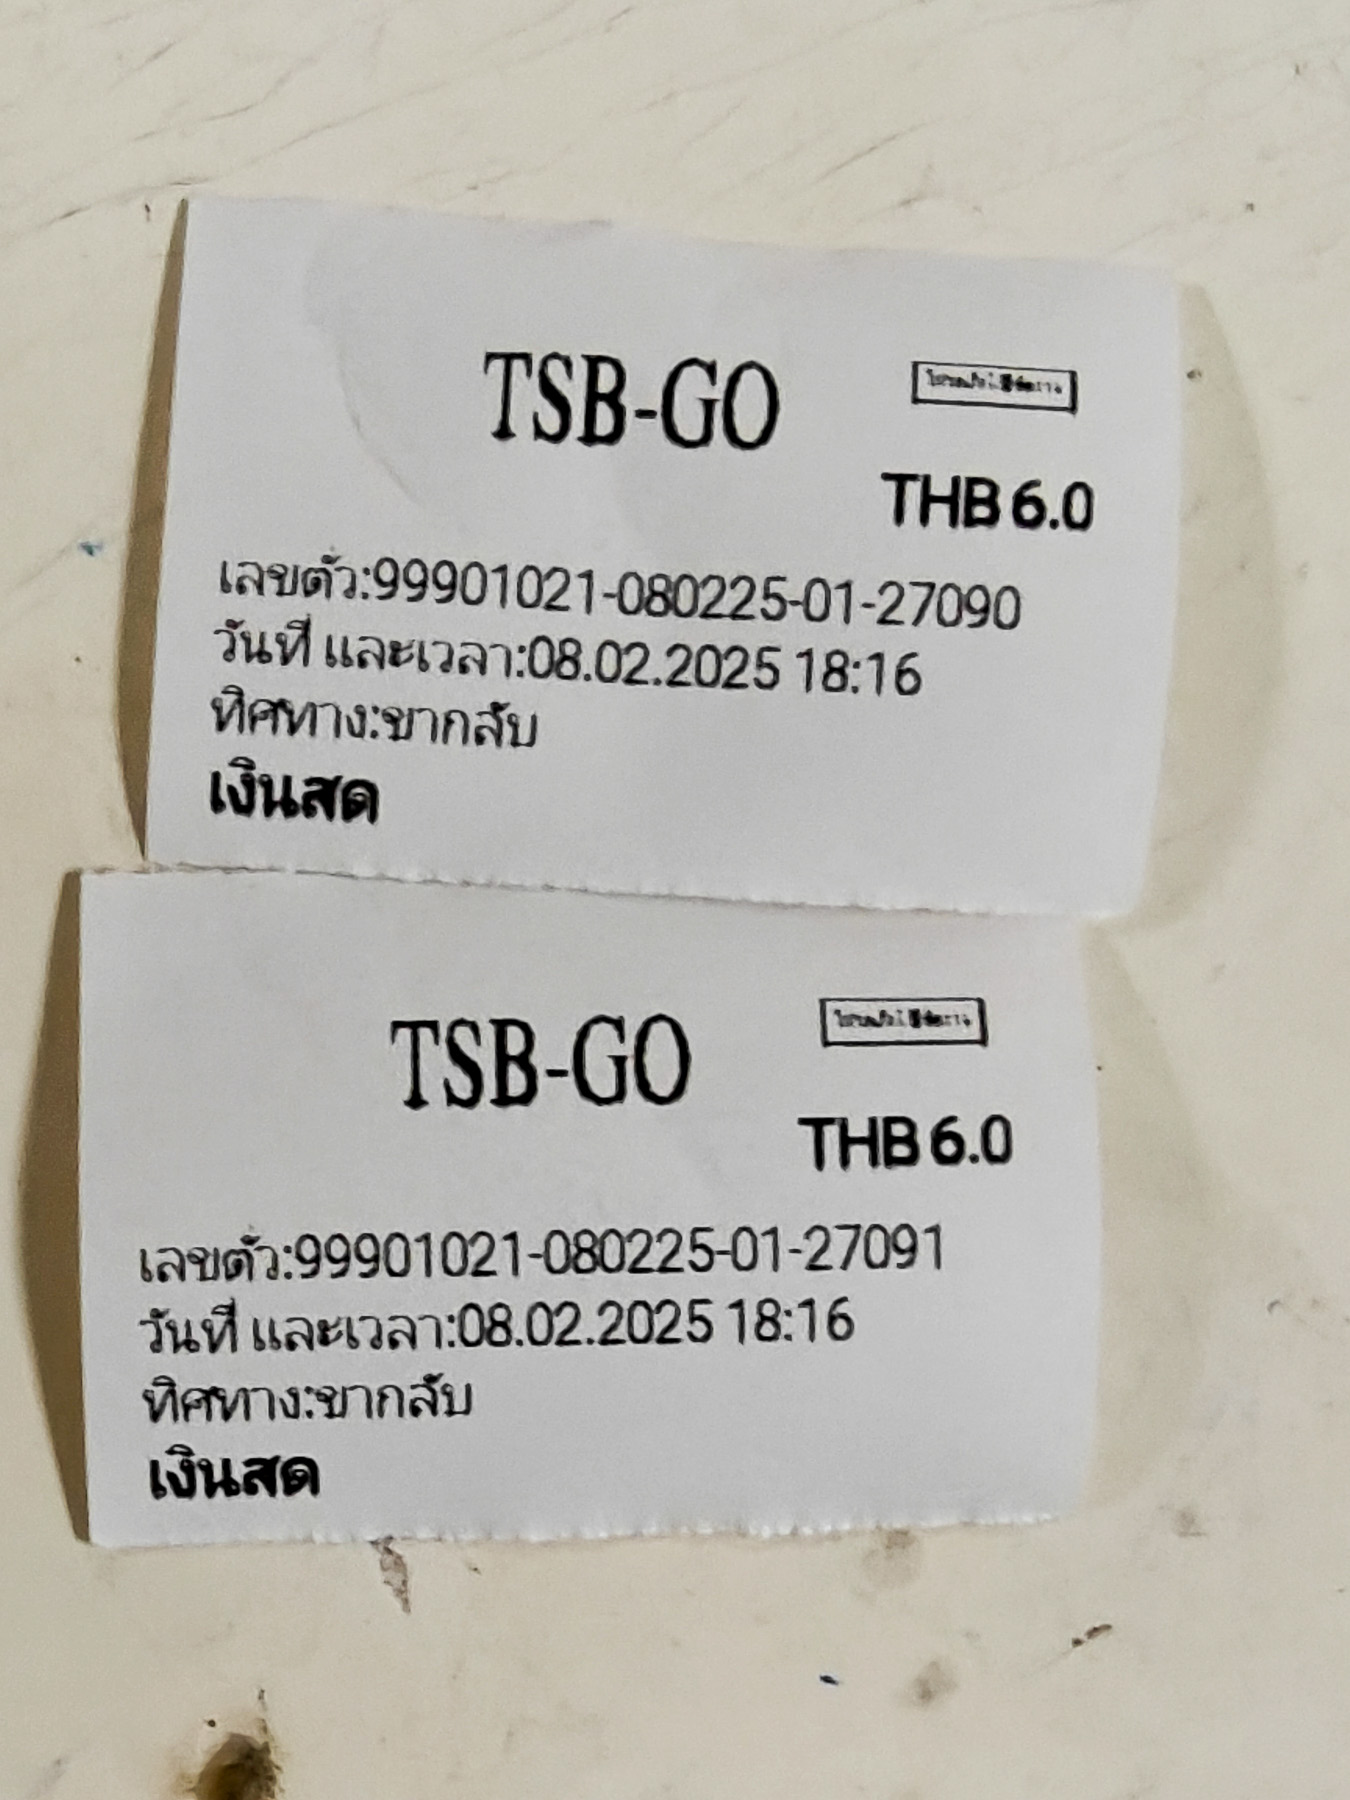 TSB-GO
THB 6.0
เลขตั๋ว:99901021-080225-01-27090
วันที่ และเวลา:08.02.2025 18:16
ทิศทาง:ขากลับ
เงินสด
TSB-GO
THB 6.0
เลขตั๋ว:99901021-080225-01-27091
วันที่ และเวลา:08.02.2025 18:16
ทิศทาง:ขากลับ
เงินสด